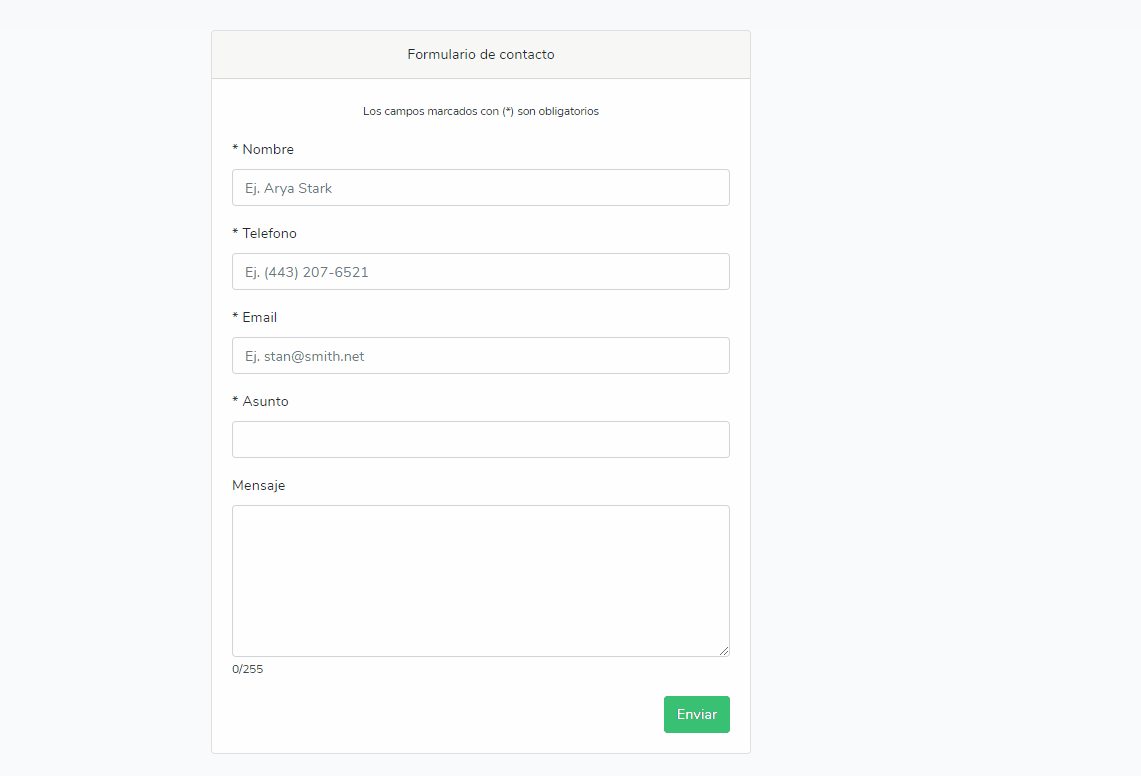 Formulario de contacto
Los campos marcados con (*) son obligatorios
* Nombre
Ej. Arya Stark
* Telefono
Ej. (443) 207-6521
* Email
Ej. stan@smith.net
* Asunto
Mensaje
0/255
Enviar